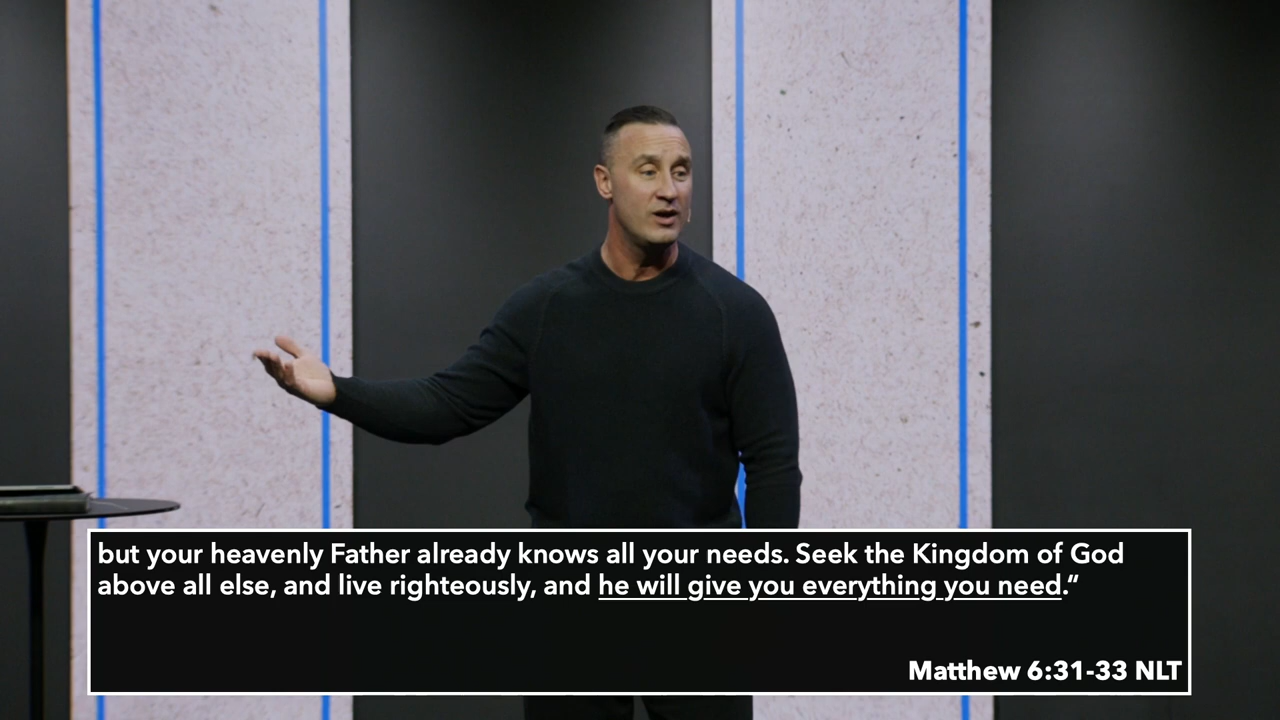 but your heavenly Father already knows all your needs. Seek the Kingdom of God
above all else, and live righteously, and he will give you everything you need.“
Matthew 6:31-33 NLT